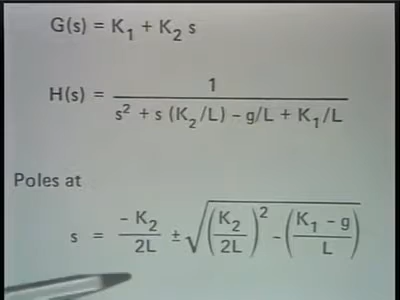 G(s) = K₁ + K₂ s
H(s) = 1 / (s² + s (K₂/L) − g/L + K₁/L)
Poles at
s = −K₂/2L ± √((K₂/2L)² − (K₁ − g/L))